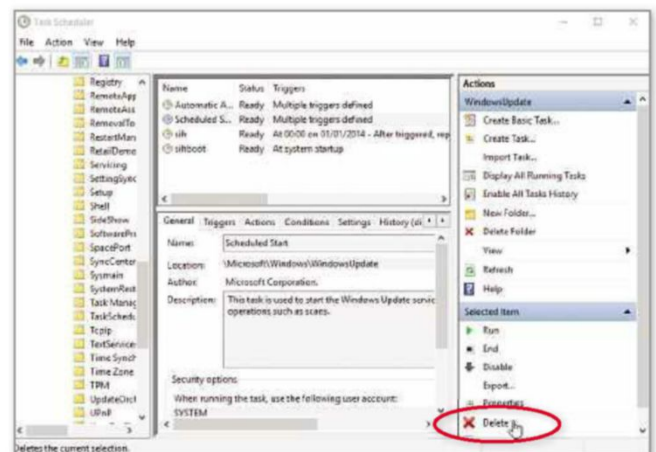 Task Scheduler
File Action View Help
Registry
RemoteApp
RemoteAss
RemovalTo
RestartMan
RetailDemo
Servicing
SettingSync
Setup
Shell
SideShow
SoftwarePro
SpacePort
SyncCenter
Sysmain
SystemRest
Task Manag
TaskSchedu
Tcpip
TextService
Time Synch
Time Zone
TPM
UpdateOrch
UPnP
Name Status Triggers
Automatic A... Ready Multiple triggers defined
Scheduled S... Ready Multiple triggers defined
sih Ready At 00:00 on 01/01/2014 - After triggered, rep
sihboot Ready At system startup
General Triggers Actions Conditions Settings History (di
Name: Scheduled Start
Location: \Microsoft\Windows\WindowsUpdate
Author: Microsoft Corporation.
Description: This task is used to start the Windows Update servic
operations such as scans.
Security options
When running the task, use the following user account:
SYSTEM
Actions
WindowsUpdate
Create Basic Task...
Create Task...
Import Task...
Display All Running Tasks
Enable All Tasks History
New Folder...
Delete Folder
View
Refresh
Help
Selected Item
Run
End
Disable
Export...
Properties
Delete
Deletes the current selection.